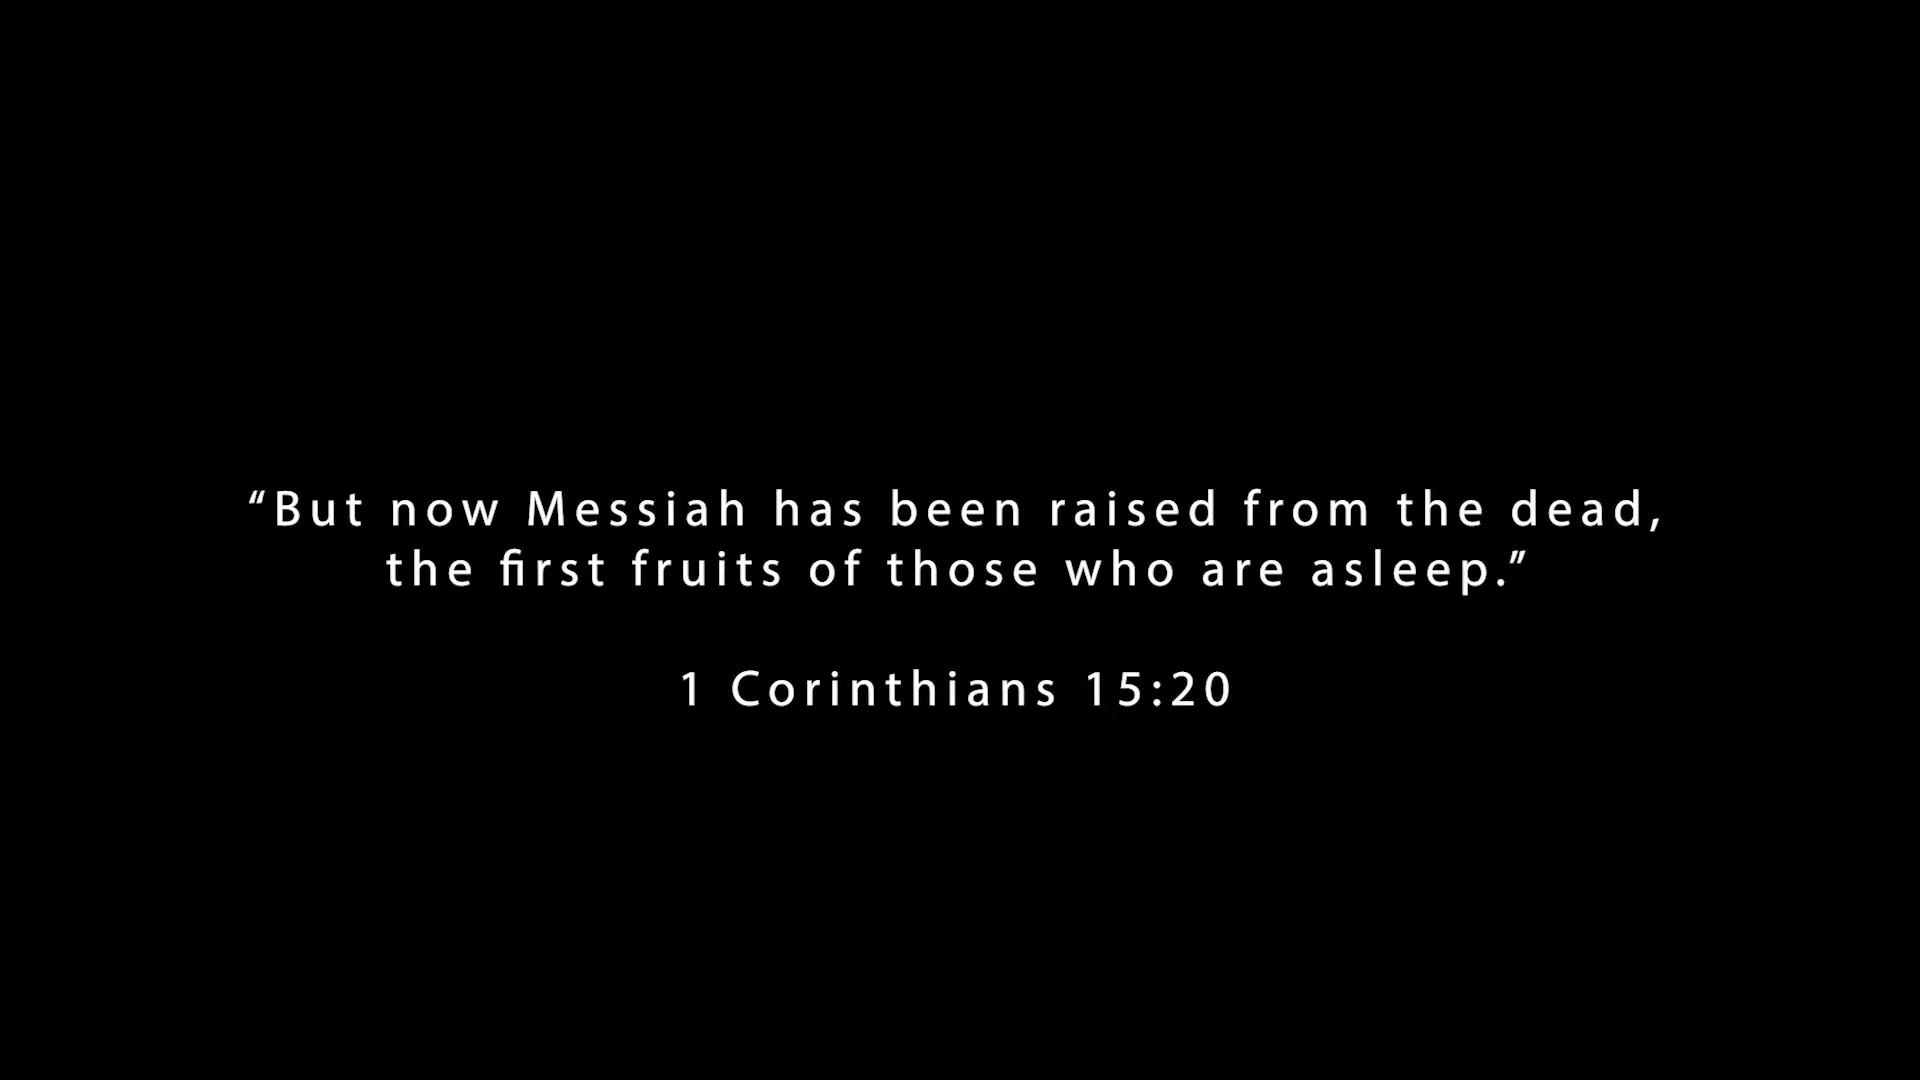 “But now Messiah has been raised from the dead,
the first fruits of those who are asleep.”
1 Corinthians 15:20